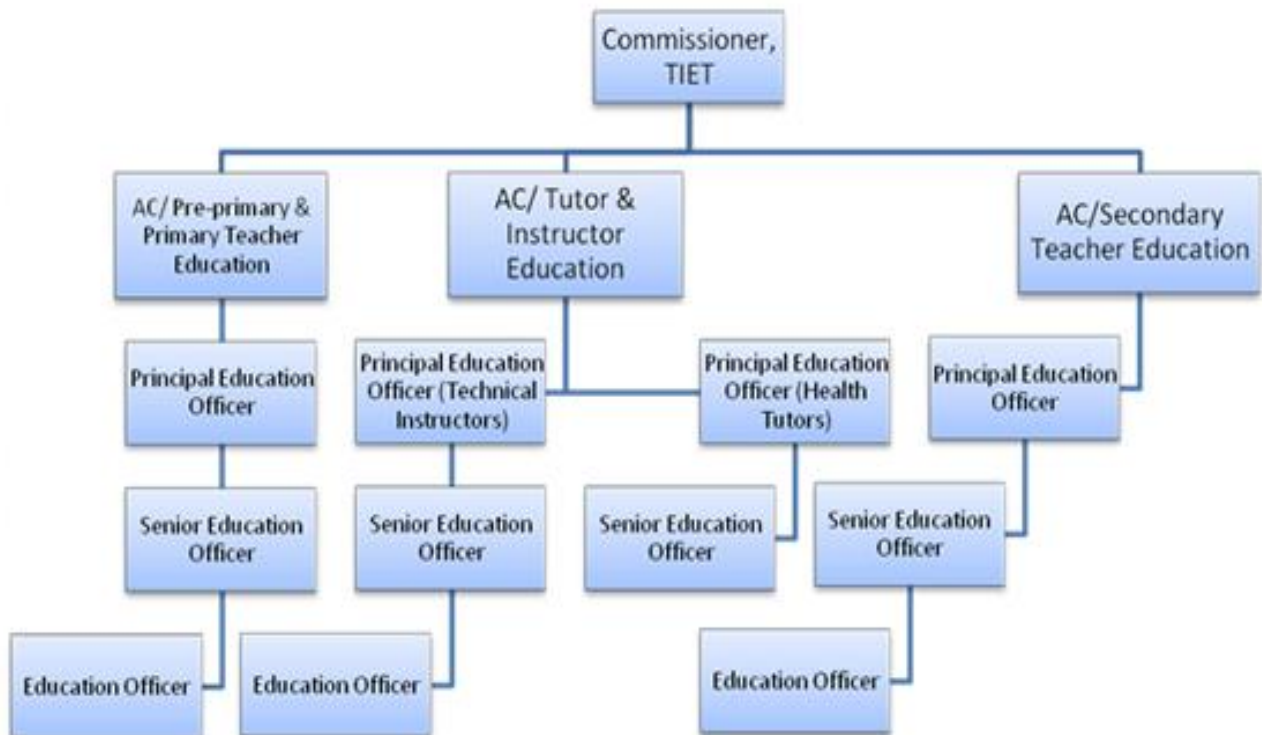 Commissioner,
TIET
AC/ Pre-primary &
Primary Teacher
Education
AC/ Tutor &
Instructor
Education
AC/Secondary
Teacher Education
Principal Education
Officer
Principal Education
Officer (Technical
Instructors)
Principal Education
Officer (Health
Tutors)
Principal Education
Officer
Senior Education
Officer
Senior Education
Officer
Senior Education
Officer
Senior Education
Officer
Education Officer
Education Officer
Education Officer